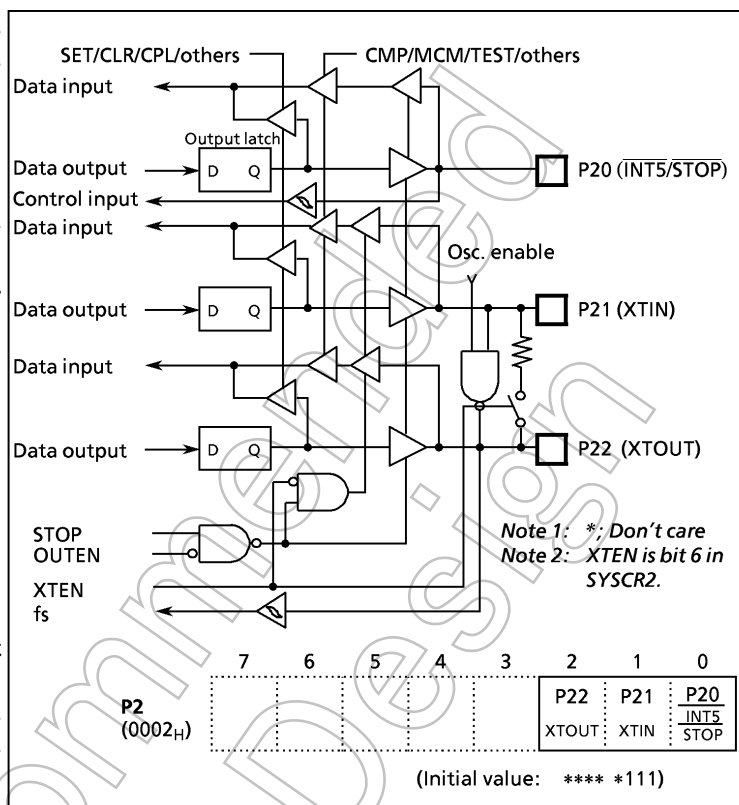 SET/CLR/CPL/others CMP/MCM/TEST/others
Data input
Output latch
Data output D Q P20 (INT5/STOP)
Control input
Data input
Osc. enable
Data output D Q P21 (XTIN)
Data input
Data output D Q P22 (XTOUT)
STOP
OUTEN
XTEN
fs
Note 1: *; Don't care
Note 2: XTEN is bit 6 in
SYSCR2.
7 6 5 4 3 2 1 0
P2
(0002H)
P22 P21 P20
XTOUT XTIN INT5
STOP
(Initial value: **** *111)
ommended
Design